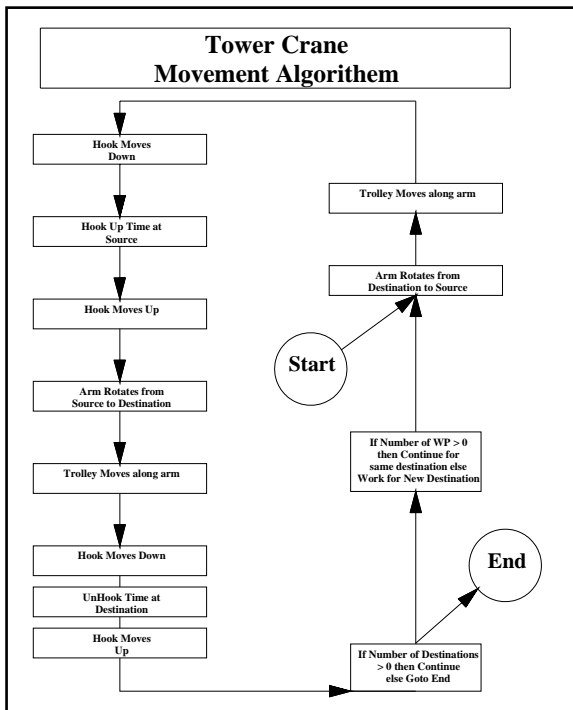 Tower Crane
Movement Algorithem
Hook Moves
Down
Hook Up Time at
Source
Hook Moves Up
Arm Rotates from
Source to Destination
Trolley Moves along arm
Hook Moves Down
UnHook Time at
Destination
Hook Moves
Up
Trolley Moves along arm
Arm Rotates from
Destination to Source
Start
If Number of WP > 0
then Continue for
same destination else
Work for New Destination
End
If Number of Destinations
> 0 then Continue
else Goto End